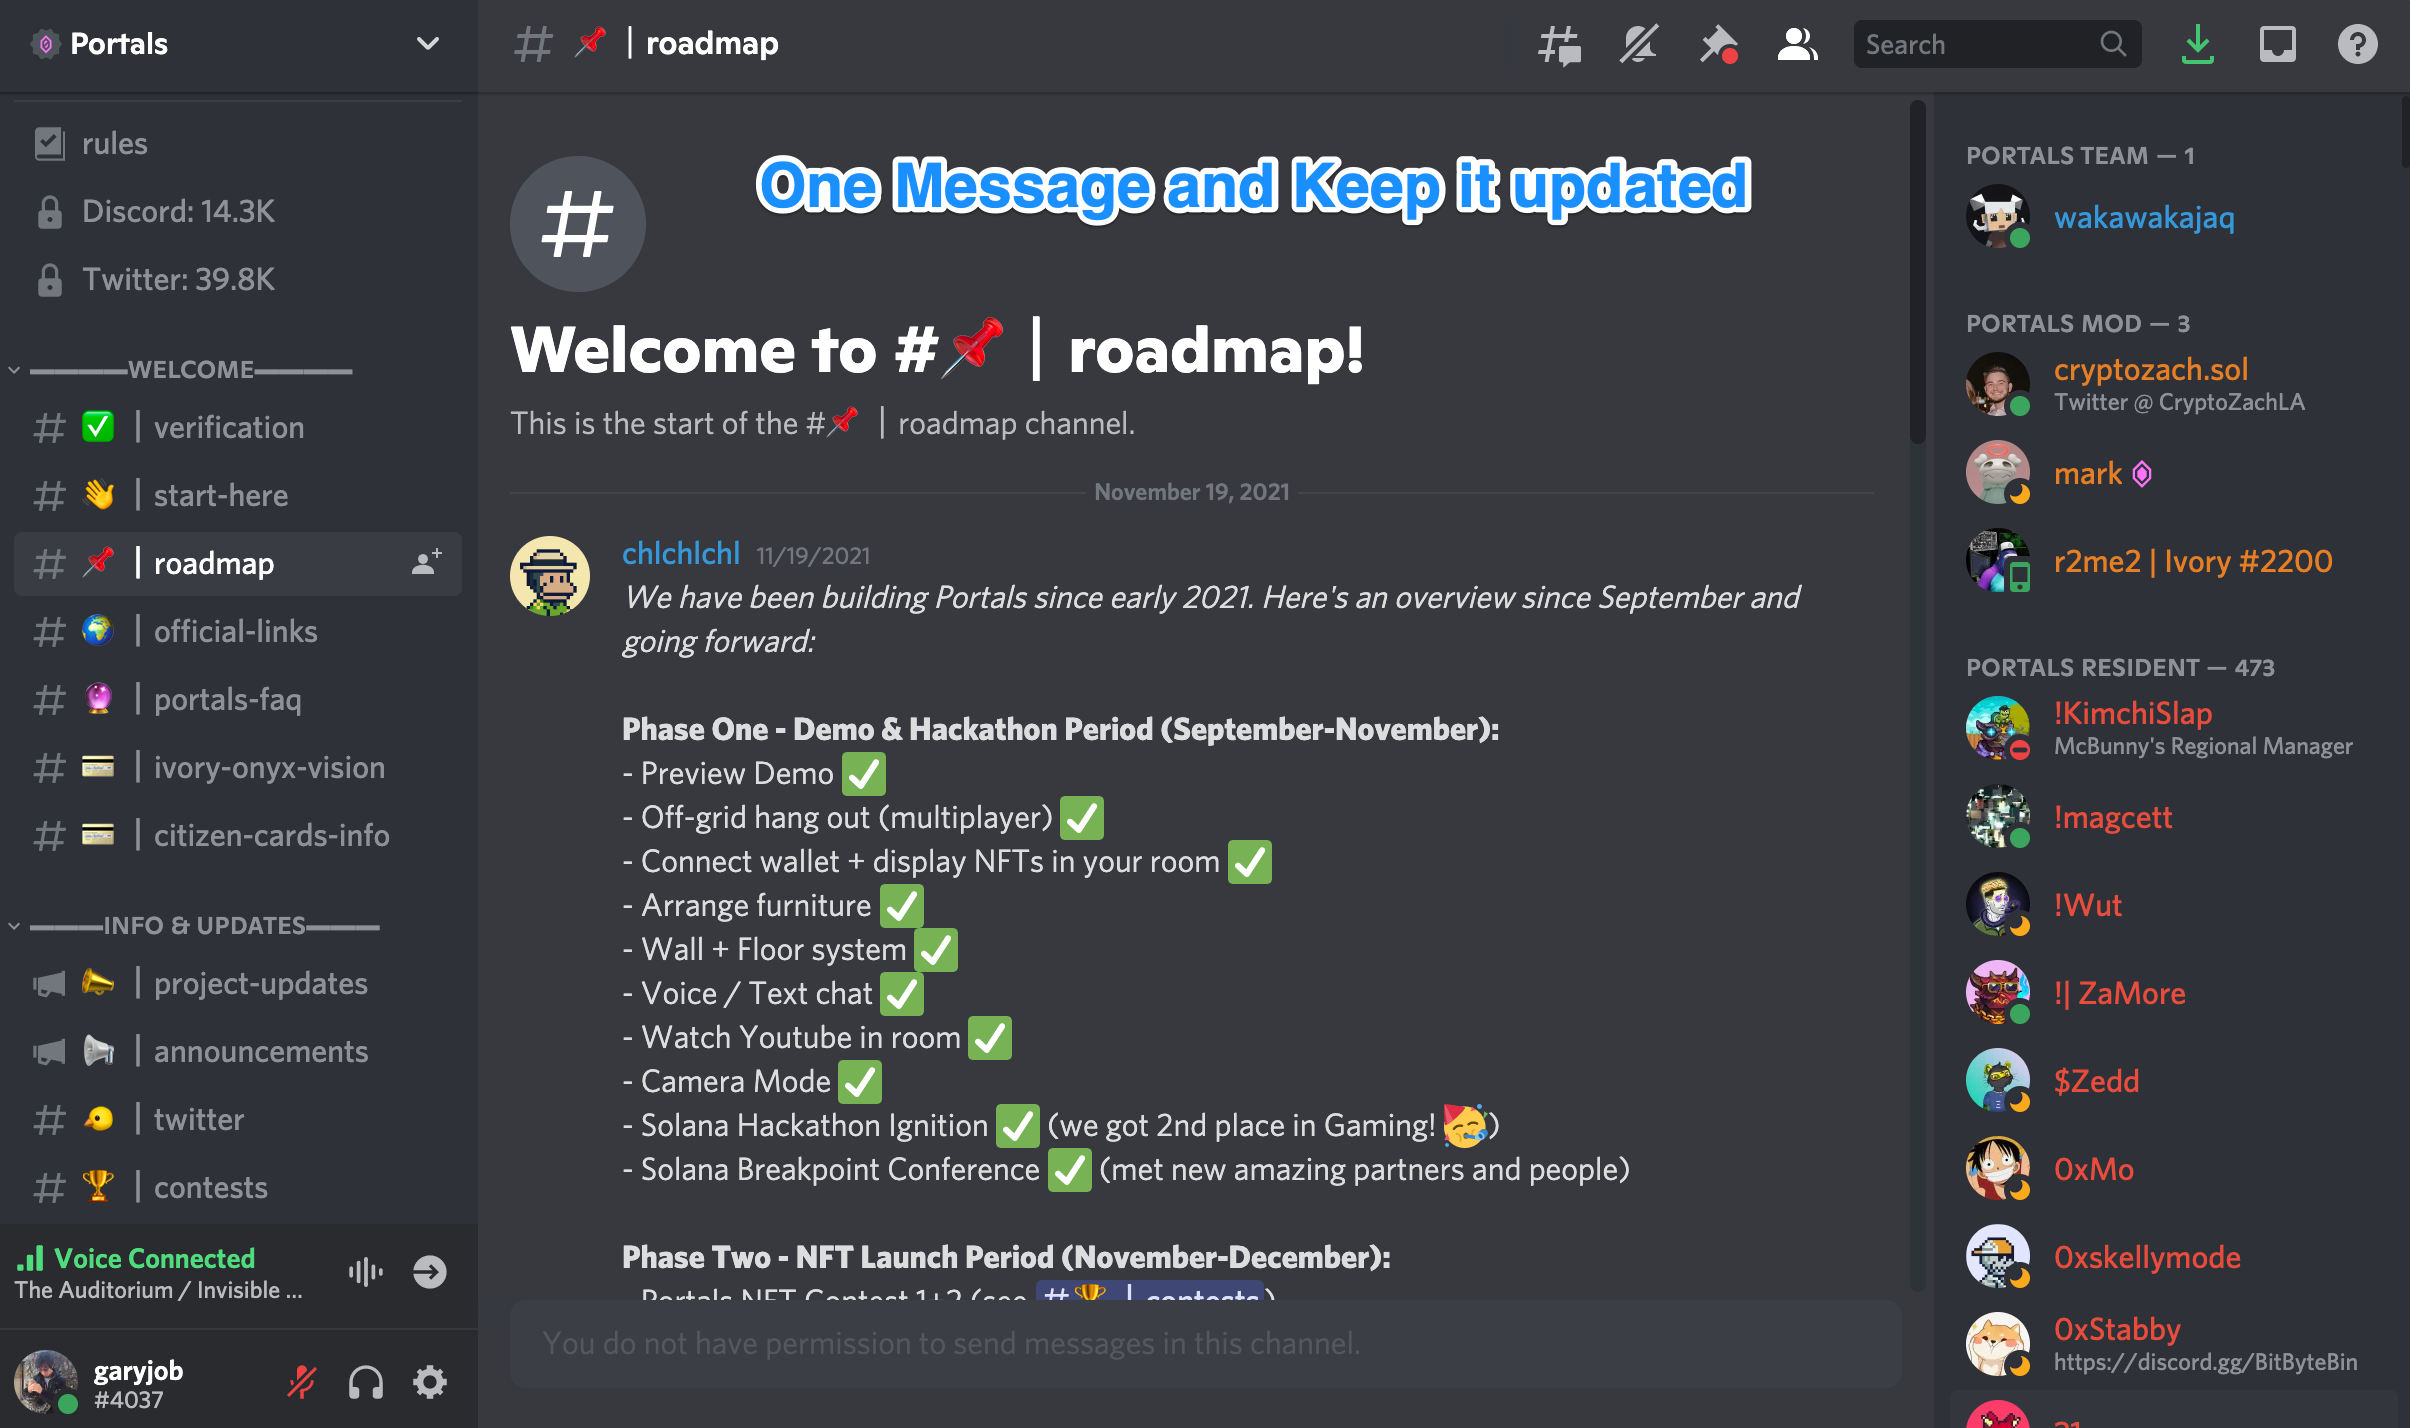 Portals
rules
Discord: 14.3K
Twitter: 39.8K
WELCOME
verification
start-here
roadmap
official-links
portals-faq
ivory-onyx-vision
citizen-cards-info
INFO & UPDATES
project-updates
announcements
twitter
contests
Voice Connected
The Auditorium / Invisible ...
garyjob
#4037
# 📌 | roadmap
Search
One Message and Keep it updated
Welcome to #📌 | roadmap!
This is the start of the #📌 | roadmap channel.
November 19, 2021
chlchlchl 11/19/2021
We have been building Portals since early 2021. Here's an overview since September and
going forward:
Phase One - Demo & Hackathon Period (September-November):
- Preview Demo ✅
- Off-grid hang out (multiplayer) ✅
- Connect wallet + display NFTs in your room ✅
- Arrange furniture ✅
- Wall + Floor system ✅
- Voice / Text chat ✅
- Watch Youtube in room ✅
- Camera Mode ✅
- Solana Hackathon Ignition ✅ (we got 2nd place in Gaming! 🥳)
- Solana Breakpoint Conference ✅ (met new amazing partners and people)
Phase Two - NFT Launch Period (November-December):
- Portals NFT Contest 1+2 (see #🏆 | contests)
You do not have permission to send messages in this channel.
PORTALS TEAM — 1
wakawakajaq
PORTALS MOD — 3
cryptozach.sol
Twitter @ CryptoZachLA
mark
r2me2 | Ivory #2200
PORTALS RESIDENT — 473
!KimchiSlap
McBunny's Regional Manager
!magcett
!Wut
!| ZaMore
$Zedd
0xMo
0xskellymode
0xStabby
https://discord.gg/BitByteBin